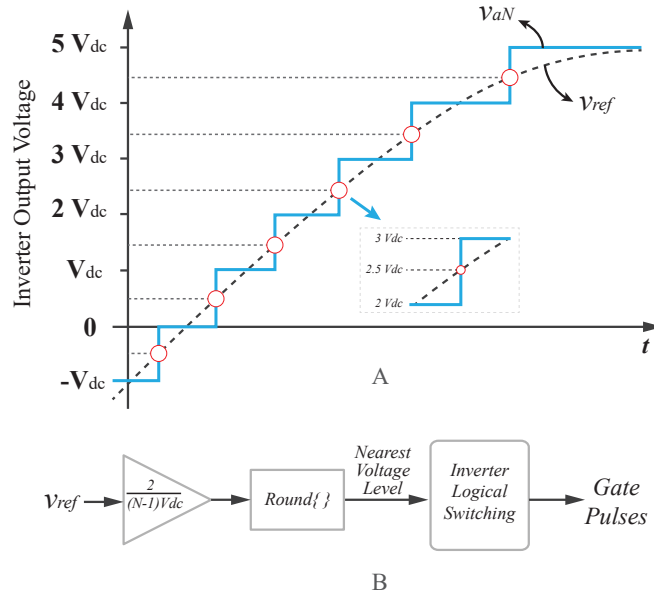 Inverter Output Voltage
5 Vdc
4 Vdc
3 Vdc
2 Vdc
Vdc
0
-Vdc
vaN
vref
3 Vdc
2.5 Vdc
2 Vdc
t
A
vref
2
(N-1)Vdc
Round{ }
Nearest
Voltage
Level
Inverter
Logical
Switching
Gate
Pulses
B